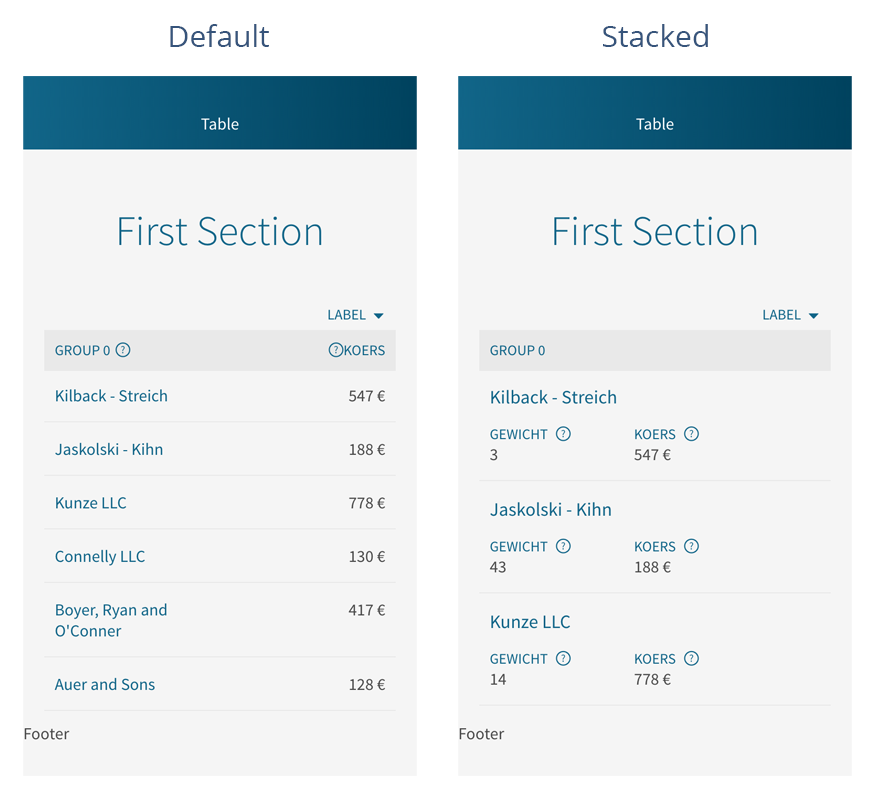 Default
Table
First Section
LABEL
GROUP 0 ? ?KOERS
Kilback - Streich 547 €
Jaskolski - Kihn 188 €
Kunze LLC 778 €
Connelly LLC 130 €
Boyer, Ryan and 417 €
O'Conner
Auer and Sons 128 €
Footer
Stacked
Table
First Section
LABEL
GROUP 0
Kilback - Streich
GEWICHT ? KOERS ?
3 547 €
Jaskolski - Kihn
GEWICHT ? KOERS ?
43 188 €
Kunze LLC
GEWICHT ? KOERS ?
14 778 €
Footer